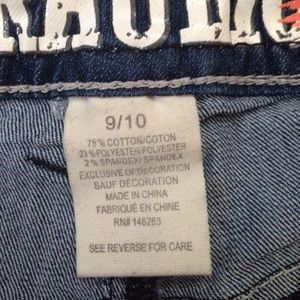 9/10
75% COTTON/COTON
23% POLYESTER/POLYESTER
2% SPANDEX/ SPANDEX
EXCLUSIVE OF DECORATION
SAUF DÉCORATION
MADE IN CHINA
FABRIQUÉ EN CHINE
RN# 146263
SEE REVERSE FOR CARE